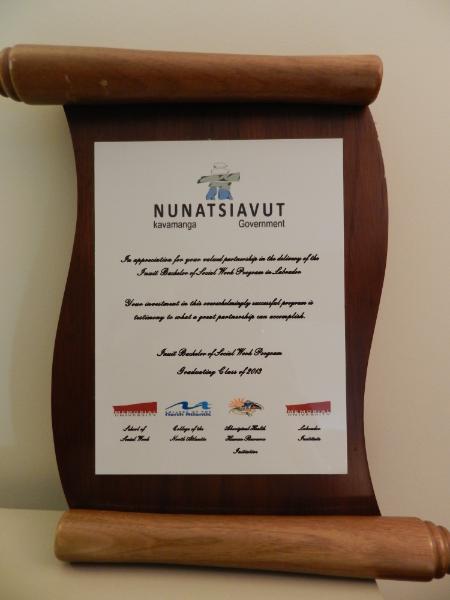 NUNATSIAVUT
kavamanga Government
In appreciation for your valued partnership in the delivery of the
Inuit Bachelor of Social Work Program in Labrador
Your investment in this overwhelmingly successful program is
testimony to what a great partnership can accomplish.
Inuit Bachelor of Social Work Program
Graduating Class of 2013
MEMORIAL
MEMORIAL
School of
Social Work
College of the
North Atlantic
Aboriginal Health
Human Resource
Initiative
Labrador
Institute